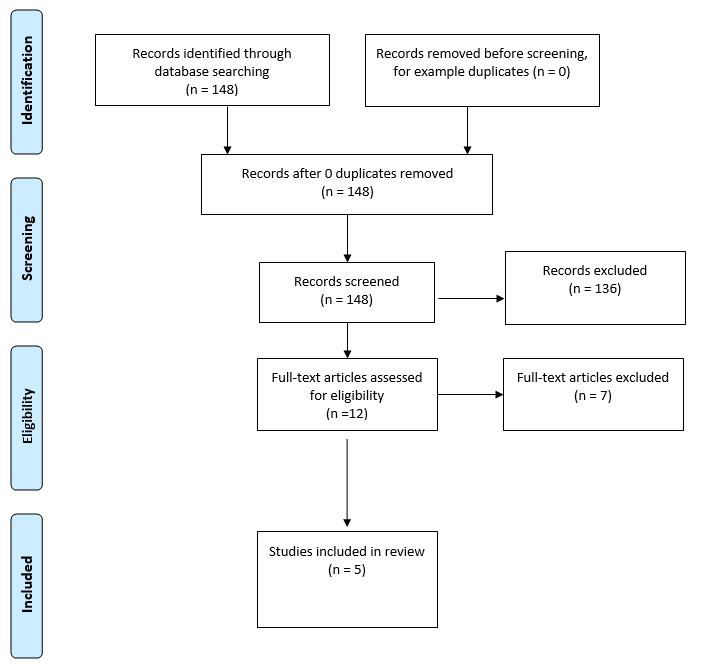 Identification
Records identified through
database searching
(n = 148)
Records removed before screening,
for example duplicates (n = 0)
Records after 0 duplicates removed
(n = 148)
Screening
Records screened
(n = 148)
Records excluded
(n = 136)
Eligibility
Full-text articles assessed
for eligibility
(n =12)
Full-text articles excluded
(n = 7)
Included
Studies included in review
(n = 5)